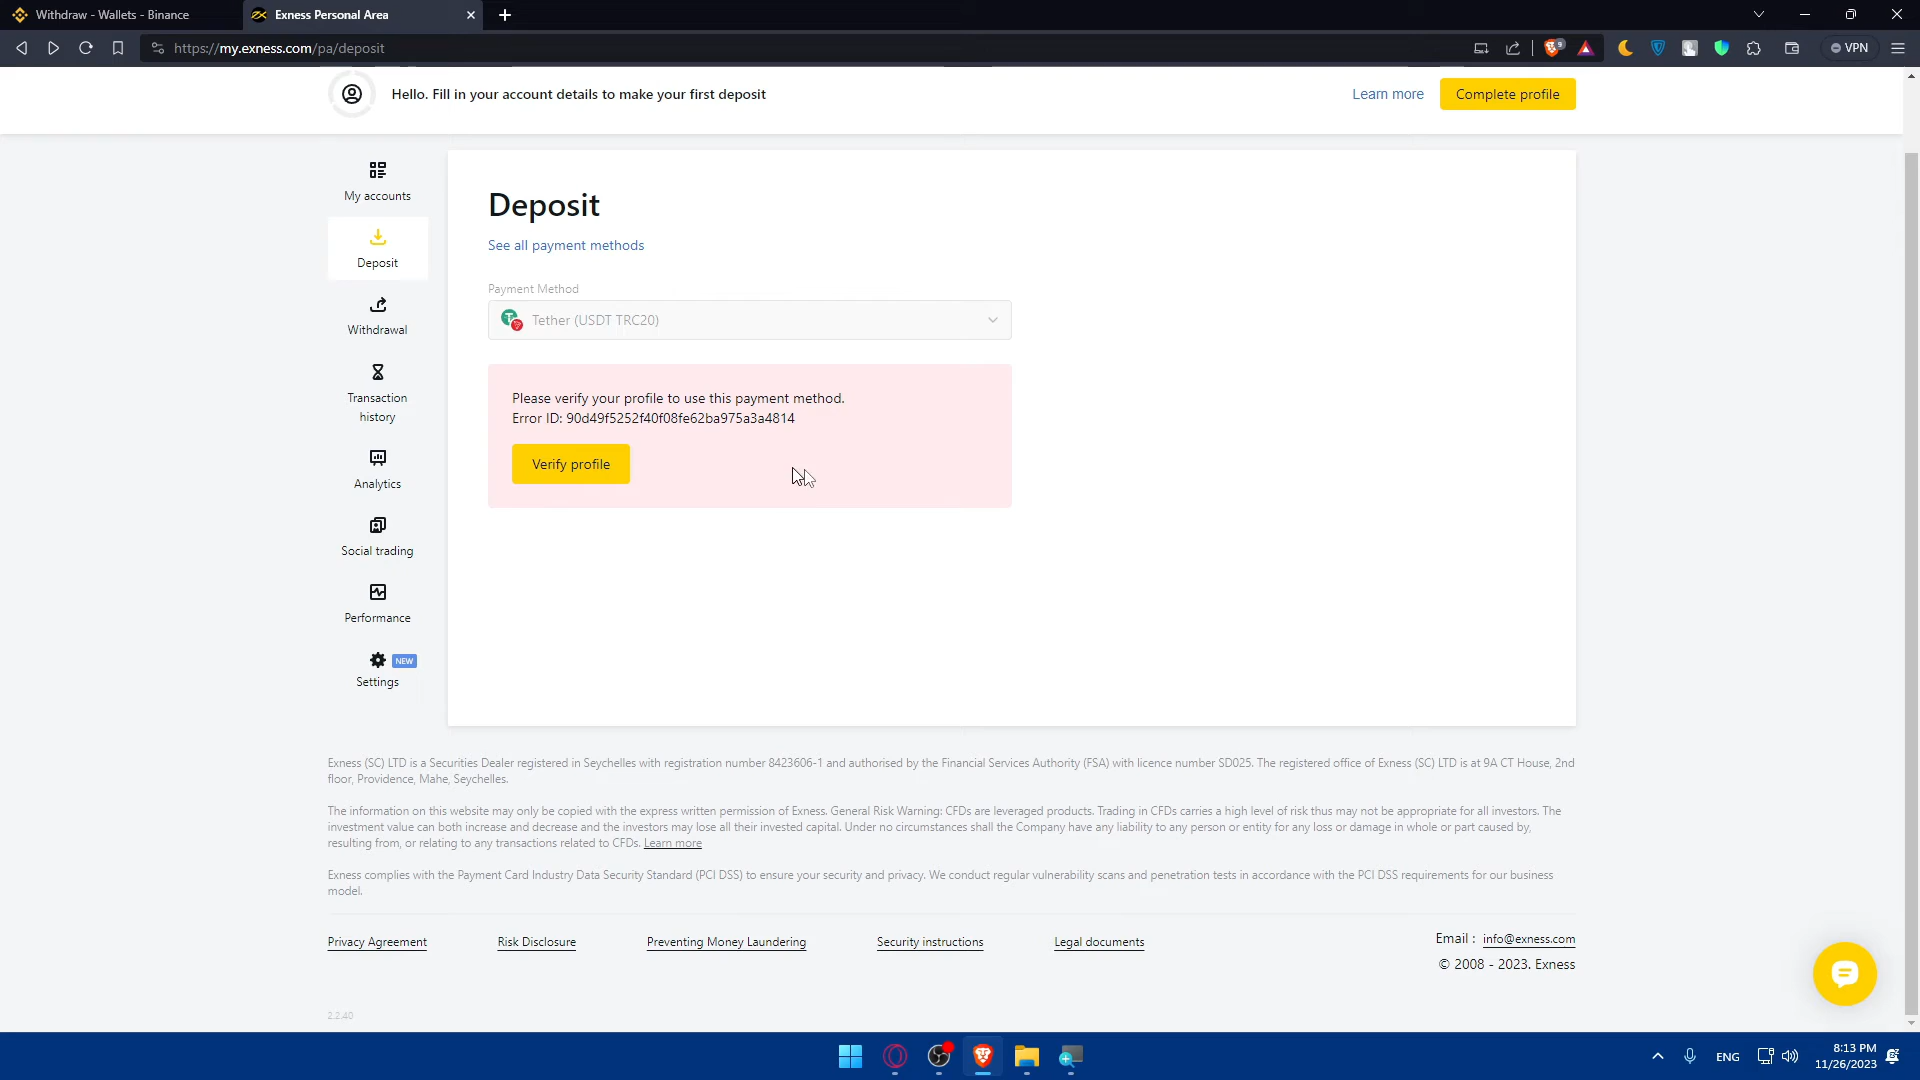 Withdraw - Wallets - Binance
Exness Personal Area
https://my.exness.com/pa/deposit
9
VPN
Hello. Fill in your account details to make your first deposit
Learn more
Complete profile
My accounts
Deposit
Withdrawal
Transaction
history
Analytics
Social trading
Performance
NEW
Settings
Deposit
See all payment methods
Payment Method
Tether (USDT TRC20)
Please verify your profile to use this payment method.
Error ID: 90d49f5252f40f08fe62ba975a3a4814
Verify profile
Exness (SC) LTD is a Securities Dealer registered in Seychelles with registration number 8423606-1 and authorised by the Financial Services Authority (FSA) with licence number SD025. The registered office of Exness (SC) LTD is at 9A CT House, 2nd
floor, Providence, Mahe, Seychelles.
The information on this website may only be copied with the express written permission of Exness. General Risk Warning: CFDs are leveraged products. Trading in CFDs carries a high level of risk thus may not be appropriate for all investors. The
investment value can both increase and decrease and the investors may lose all their invested capital. Under no circumstances shall the Company have any liability to any person or entity for any loss or damage in whole or part caused by,
resulting from, or relating to any transactions related to CFDs. Learn more
Exness complies with the Payment Card Industry Data Security Standard (PCI DSS) to ensure your security and privacy. We conduct regular vulnerability scans and penetration tests in accordance with the PCI DSS requirements for our business
model.
Privacy Agreement
Risk Disclosure
Preventing Money Laundering
Security instructions
Legal documents
Email : info@exness.com
© 2008 - 2023. Exness
2.2.40
ENG
8:13 PM
11/26/2023